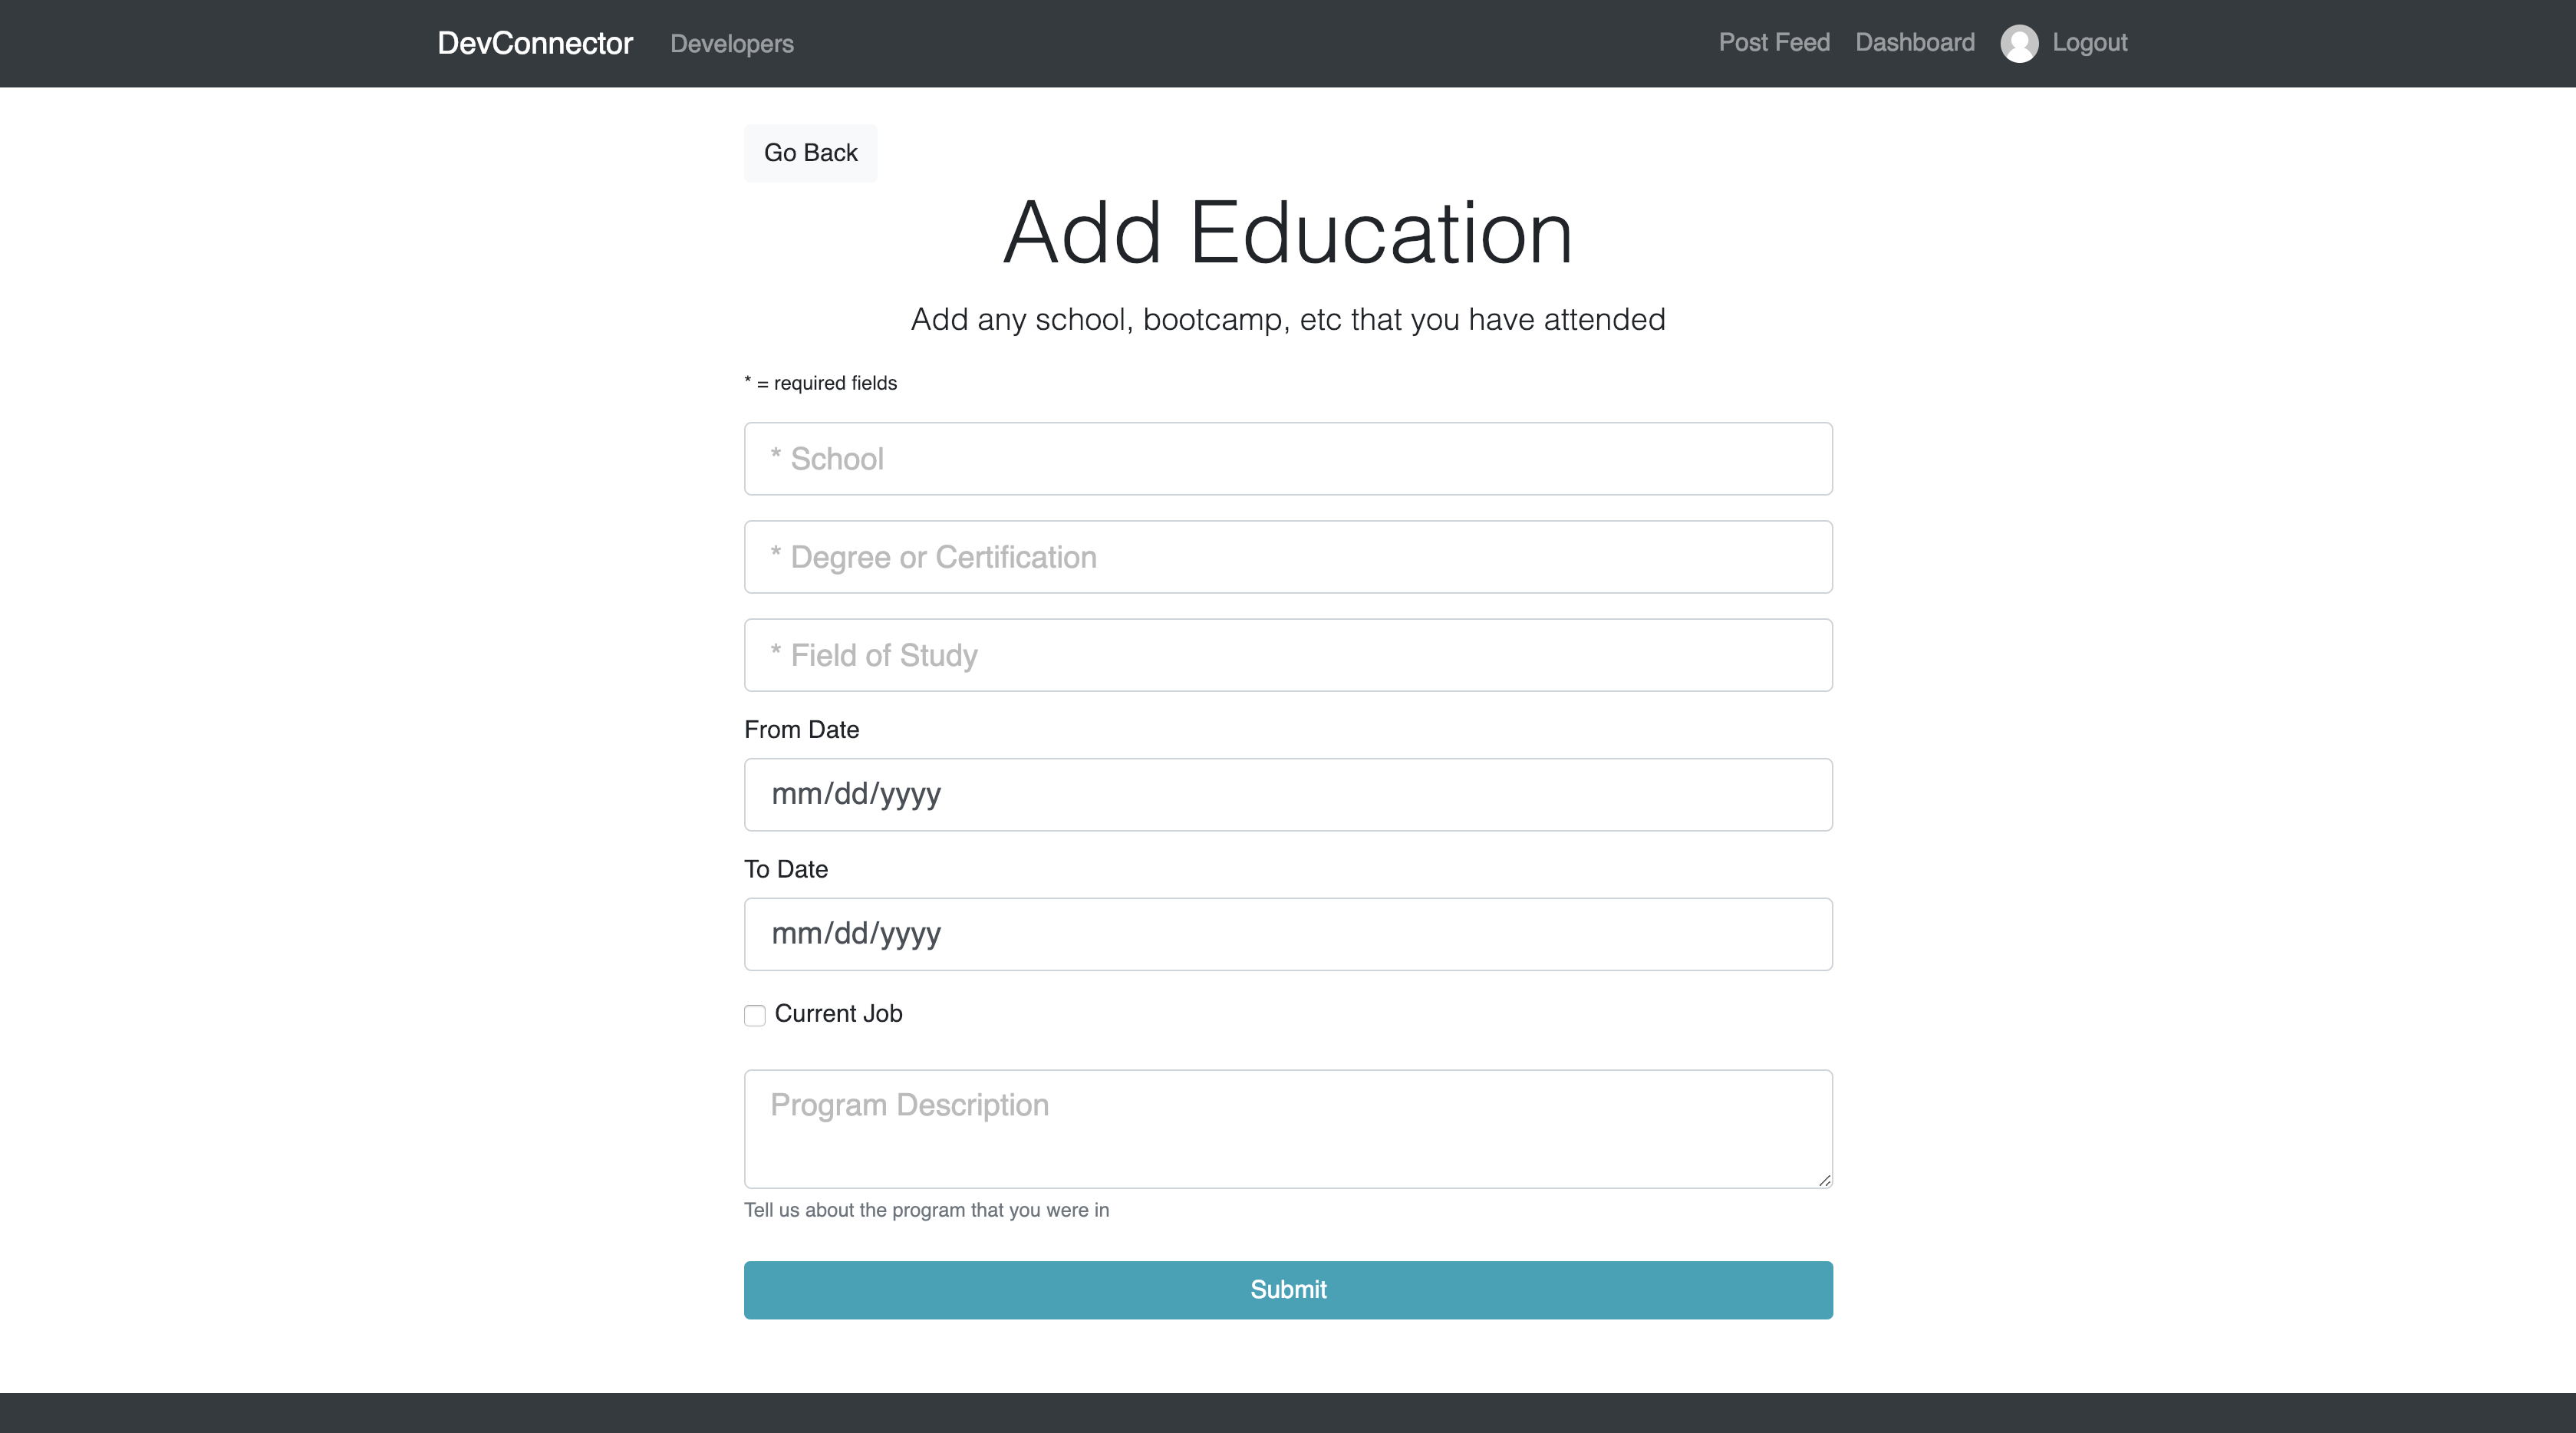 DevConnector Developers Post Feed Dashboard Logout
Go Back
Add Education
Add any school, bootcamp, etc that you have attended
* = required fields
* School
* Degree or Certification
* Field of Study
From Date
mm/dd/yyyy
To Date
mm/dd/yyyy
Current Job
Program Description
Tell us about the program that you were in
Submit